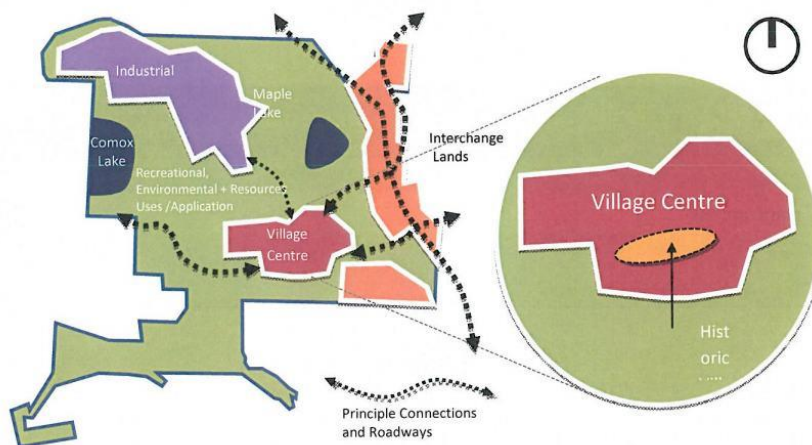 Industrial
Maple
Lake
Comox
Lake
Recreational,
Environmental + Resources
Uses /Application
Village
Centre
Interchange
Lands
Village Centre
Hist
oric
Principle Connections
and Roadways